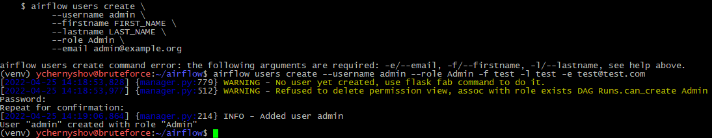 $ airflow users create \
--username admin \
--firstname FIRST_NAME \
--lastname LAST_NAME \
--role Admin \
--email admin@example.org
airflow users create command error: the following arguments are required: -e/--email, -f/--firstname, -l/--lastname, see help above.
(venv) ychernyshov@bruteforce:~/airflow$ airflow users create --username admin --role Admin -f test -l test -e test@test.com
{manager.py:779} WARNING - No user yet created, use flask fab command to do it.
{manager.py:512} WARNING - Refused to delete permission view, assoc with role exists DAG Runs.can_create Admin
Password:
Repeat for confirmation:
{manager.py:214} INFO - Added user admin
User "admin" created with role "Admin"
(venv) ychernyshov@bruteforce:~/airflow$